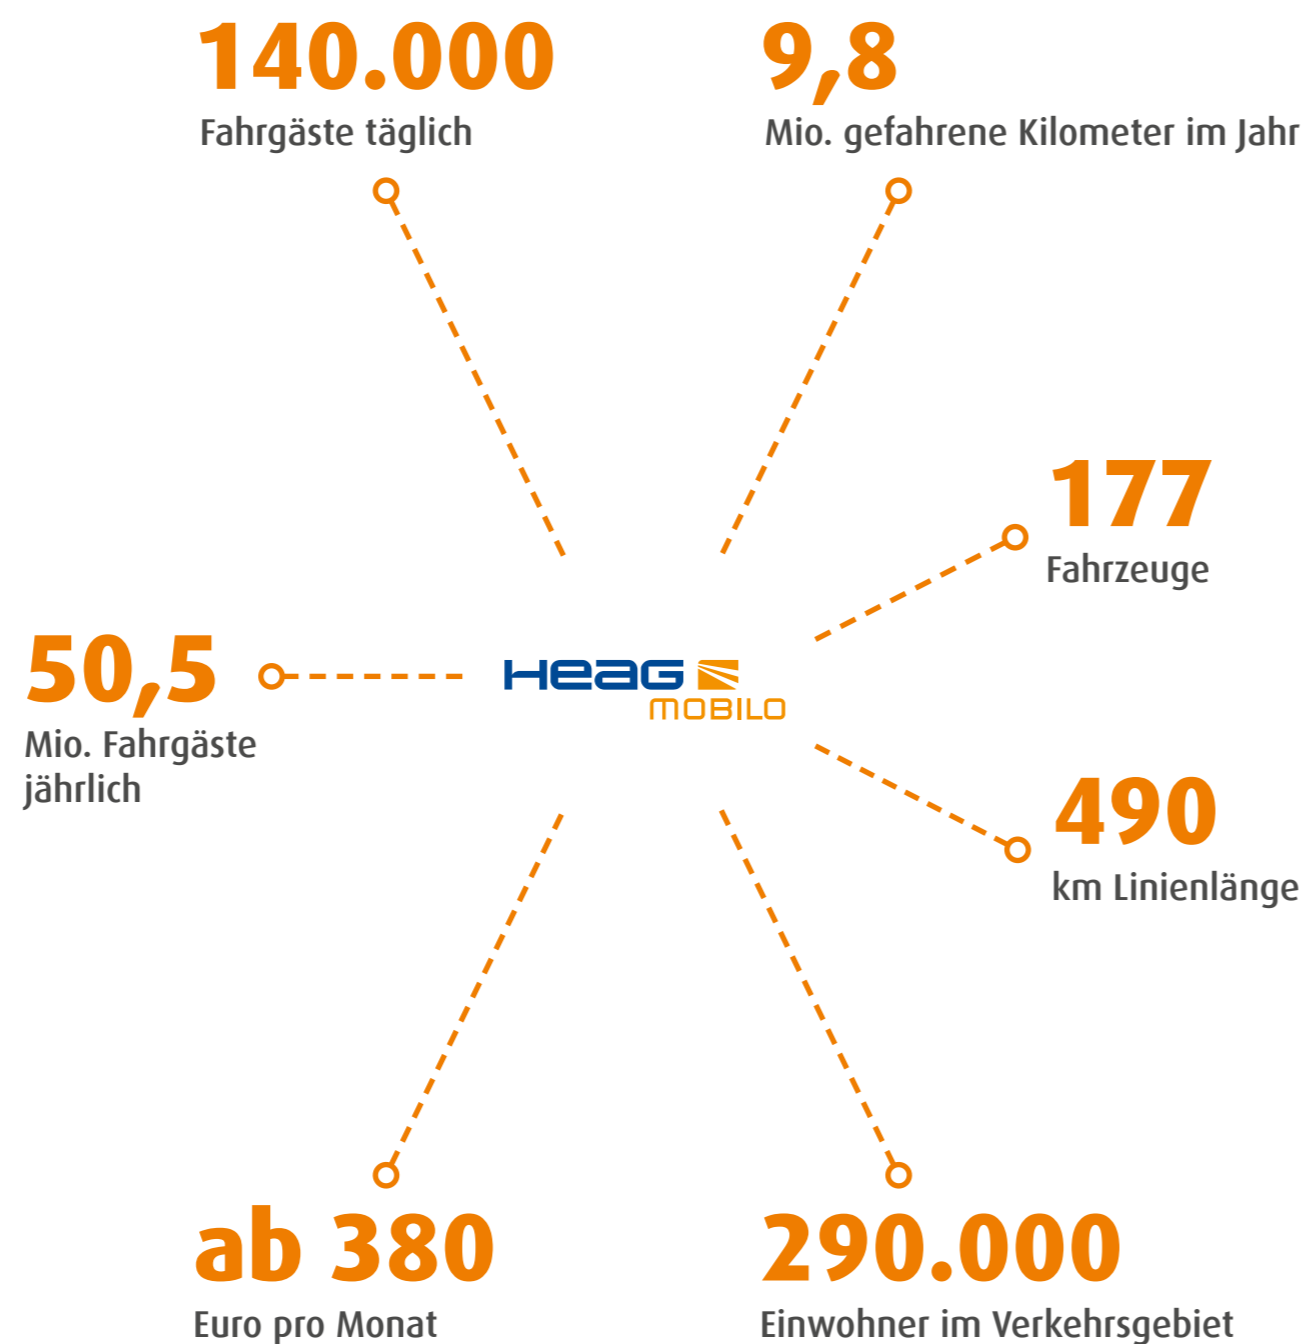 140.000
Fahrgäste täglich
9,8
Mio. gefahrene Kilometer im Jahr
177
Fahrzeuge
50,5
Mio. Fahrgäste
jährlich
HEAG
MOBILO
490
km Linienlänge
ab 380
Euro pro Monat
290.000
Einwohner im Verkehrsgebiet